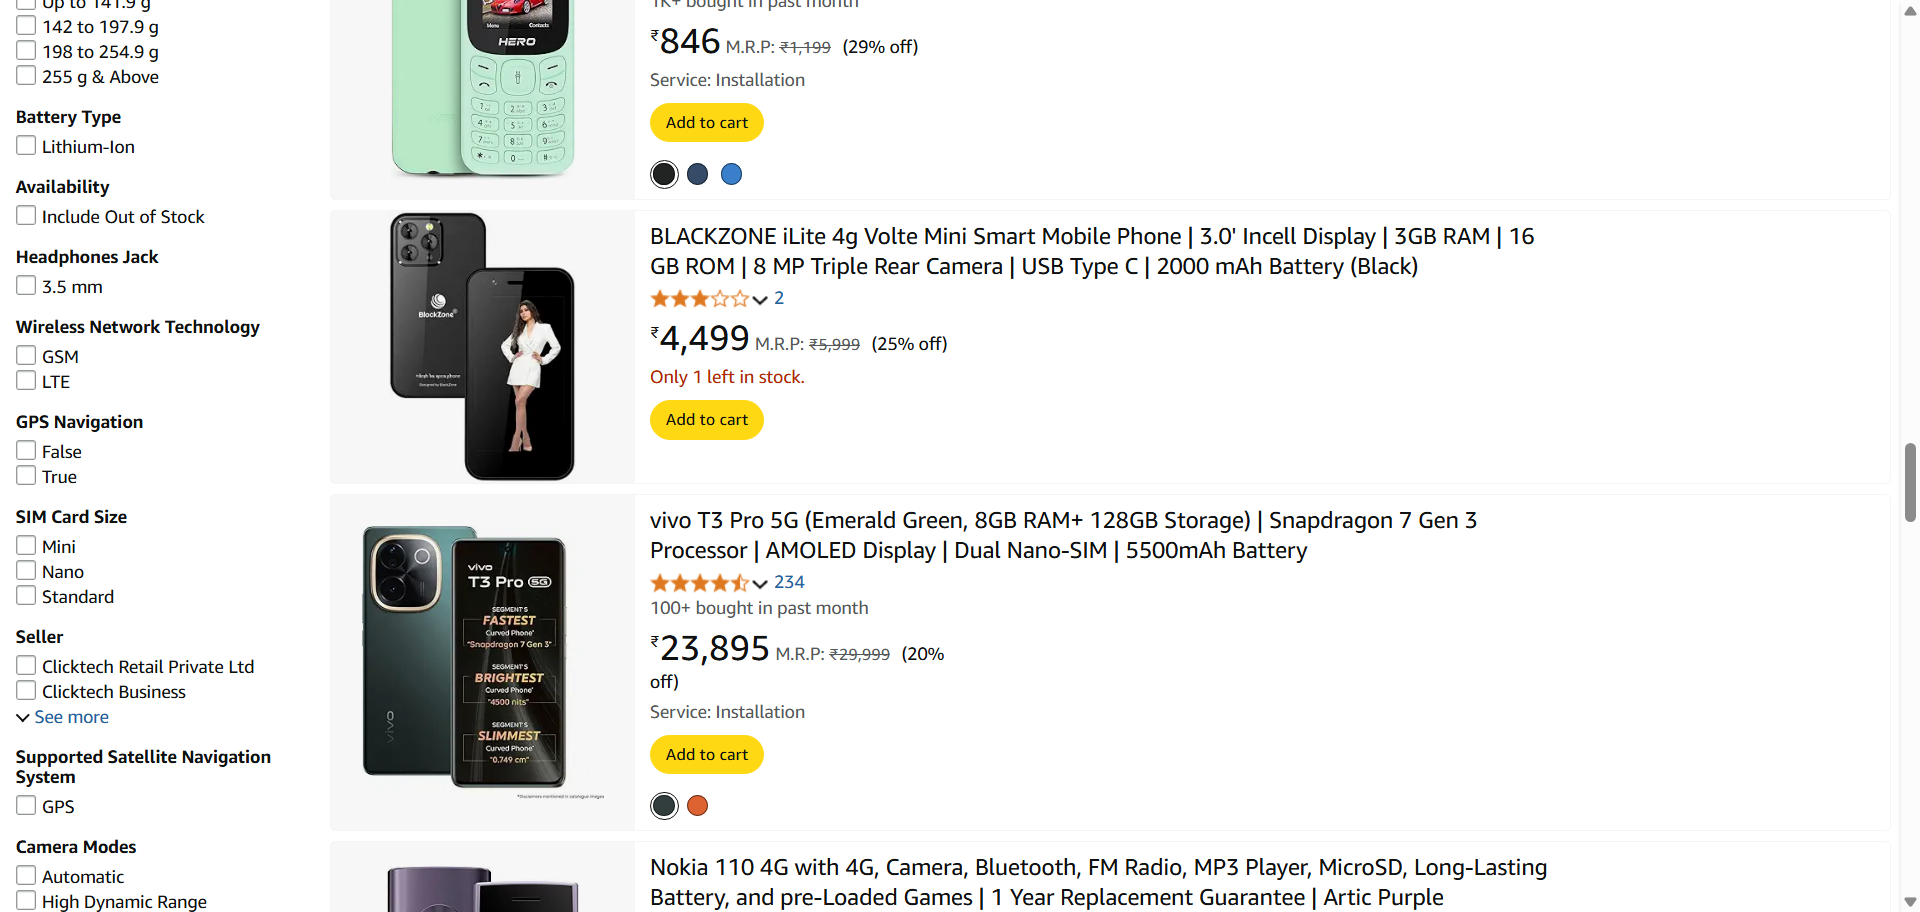 Up to 141.9 g
142 to 197.9 g
198 to 254.9 g
255 g & Above
Battery Type
Lithium-Ion
Availability
Include Out of Stock
Headphones Jack
3.5 mm
Wireless Network Technology
GSM
LTE
GPS Navigation
False
True
SIM Card Size
Mini
Nano
Standard
Seller
Clicktech Retail Private Ltd
Clicktech Business
See more
Supported Satellite Navigation
System
GPS
Camera Modes
Automatic
High Dynamic Range
Menu Contacts
HERO
1K+ bought in past month
₹846 M.R.P: ₹1,199 (29% off)
Service: Installation
Add to cart
BlackZone
BLACKZONE iLite 4g Volte Mini Smart Mobile Phone | 3.0' Incell Display | 3GB RAM | 16
GB ROM | 8 MP Triple Rear Camera | USB Type C | 2000 mAh Battery (Black)
2
₹4,499 M.R.P: ₹5,999 (25% off)
Only 1 left in stock.
Add to cart
vivo
vivo
T3 Pro 5G
SEGMENT'S
FASTEST
Curved Phone*
"Snapdragon 7 Gen 3"
SEGMENT'S
BRIGHTEST
Curved Phone*
"4500 nits"
SEGMENT'S
SLIMMEST
Curved Phone*
"0.749 cm"
*Disclaimers mentioned in catalogue images
vivo T3 Pro 5G (Emerald Green, 8GB RAM+ 128GB Storage) | Snapdragon 7 Gen 3
Processor | AMOLED Display | Dual Nano-SIM | 5500mAh Battery
234
100+ bought in past month
₹23,895 M.R.P: ₹29,999 (20%
off)
Service: Installation
Add to cart
Nokia 110 4G with 4G, Camera, Bluetooth, FM Radio, MP3 Player, MicroSD, Long-Lasting
Battery, and pre-Loaded Games | 1 Year Replacement Guarantee | Artic Purple